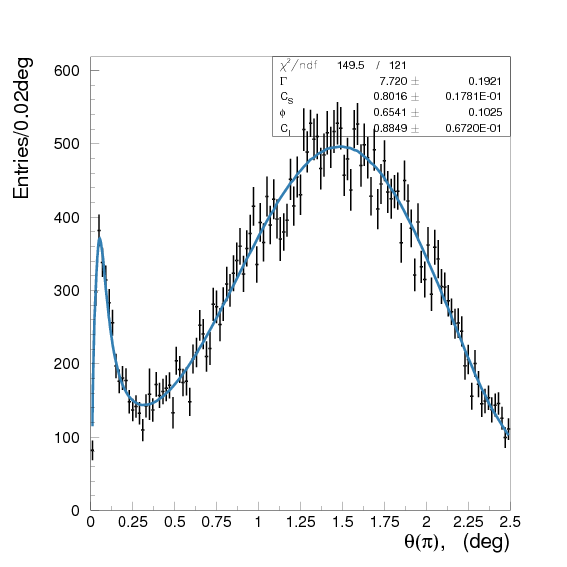 Entries/0.02deg
600
500
400
300
200
100
0
χ²/ndf 149.5 / 121
Γ 7.720 ± 0.1921
C_S 0.8016 ± 0.1781E-01
ϕ 0.6541 ± 0.1025
C_I 0.8849 ± 0.6720E-01
0 0.25 0.5 0.75 1 1.25 1.5 1.75 2 2.25 2.5
θ(π), (deg)